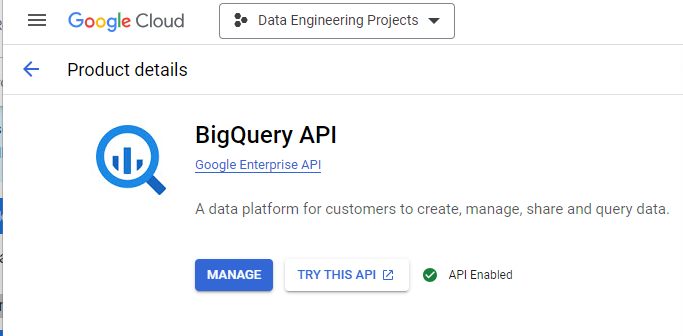 Google Cloud
Data Engineering Projects
Product details
BigQuery API
Google Enterprise API
A data platform for customers to create, manage, share and query data.
MANAGE
TRY THIS API
API Enabled